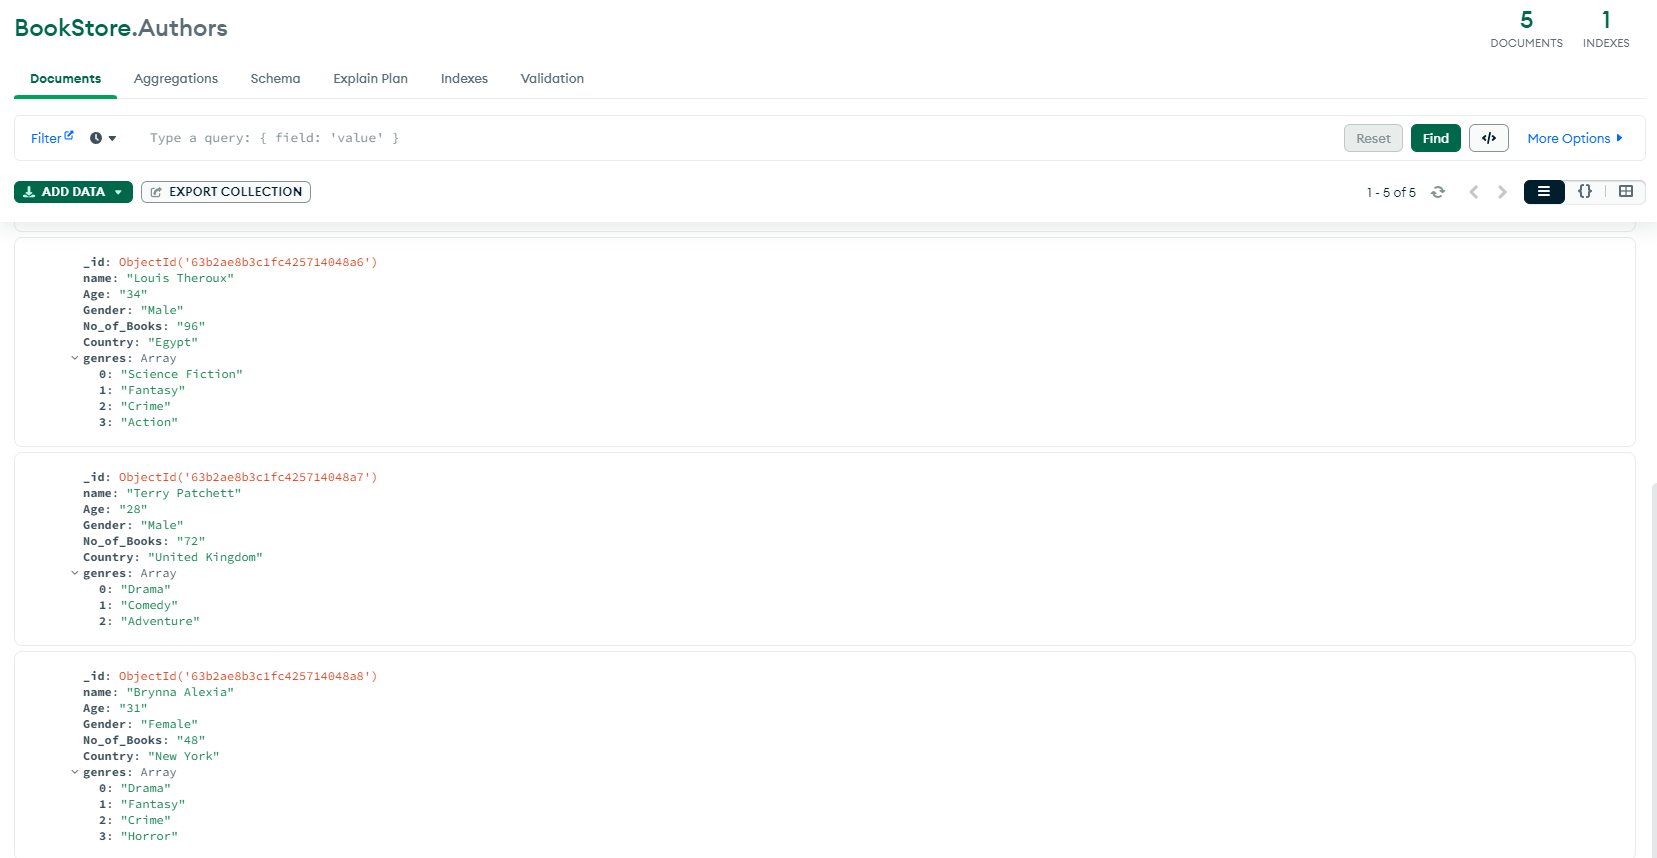 BookStore.Authors
5
DOCUMENTS
1
INDEXES
Documents Aggregations Schema Explain Plan Indexes Validation
Filter Type a query: { field: 'value' } Reset Find </> More Options
ADD DATA EXPORT COLLECTION 1 - 5 of 5 {}
_id: ObjectId('63b2ae8b3c1fc425714048a6')
name: "Louis Theroux"
Age: "34"
Gender: "Male"
No_of_Books: "96"
Country: "Egypt"
genres: Array
0: "Science Fiction"
1: "Fantasy"
2: "Crime"
3: "Action"
_id: ObjectId('63b2ae8b3c1fc425714048a7')
name: "Terry Patchett"
Age: "28"
Gender: "Male"
No_of_Books: "72"
Country: "United Kingdom"
genres: Array
0: "Drama"
1: "Comedy"
2: "Adventure"
_id: ObjectId('63b2ae8b3c1fc425714048a8')
name: "Brynna Alexia"
Age: "31"
Gender: "Female"
No_of_Books: "48"
Country: "New York"
genres: Array
0: "Drama"
1: "Fantasy"
2: "Crime"
3: "Horror"